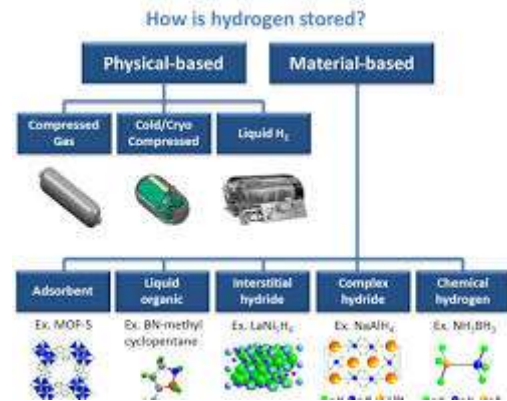 How is hydrogen stored?
Physical-based
Material-based
Compressed
Gas
Cold/Cryo
Compressed
Liquid H₂
Adsorbent
Liquid
organic
Interstitial
hydride
Complex
hydride
Chemical
hydrogen
Ex. MOF-5
Ex. BN-methyl
cyclopentane
Ex. LaNi₅H₆
Ex. NaAlH₄
Ex. NH₃BH₃